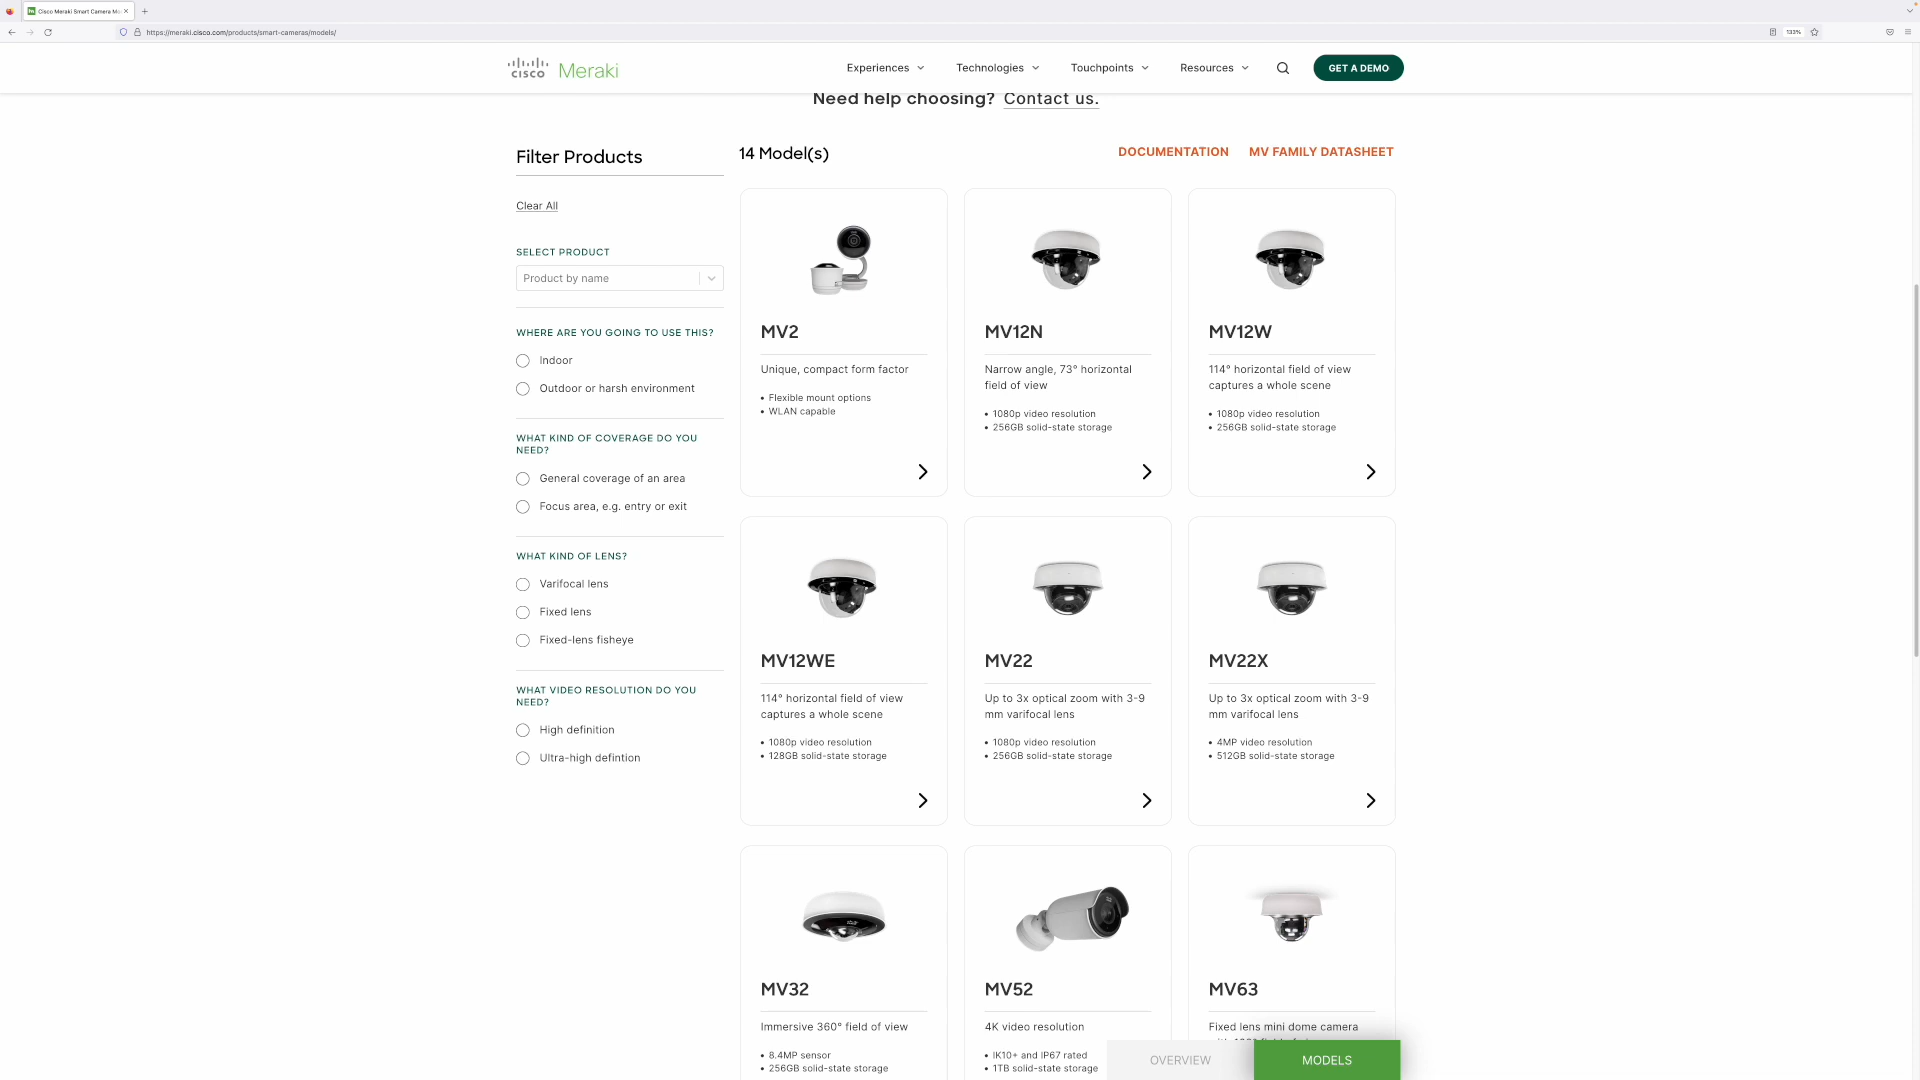 Cisco Meraki Smart Camera Mo
https://meraki.cisco.com/products/smart-cameras/models/
133%
CISCO Meraki
Experiences
Technologies
Touchpoints
Resources
GET A DEMO
Need help choosing? Contact us.
Filter Products
Clear All
SELECT PRODUCT
Product by name
WHERE ARE YOU GOING TO USE THIS?
Indoor
Outdoor or harsh environment
WHAT KIND OF COVERAGE DO YOU
NEED?
General coverage of an area
Focus area, e.g. entry or exit
WHAT KIND OF LENS?
Varifocal lens
Fixed lens
Fixed-lens fisheye
WHAT VIDEO RESOLUTION DO YOU
NEED?
High definition
Ultra-high defintion
14 Model(s)
DOCUMENTATION
MV FAMILY DATASHEET
MV2
Unique, compact form factor
• Flexible mount options
• WLAN capable
MV12N
Narrow angle, 73° horizontal
field of view
• 1080p video resolution
• 256GB solid-state storage
MV12W
114° horizontal field of view
captures a whole scene
• 1080p video resolution
• 256GB solid-state storage
MV12WE
114° horizontal field of view
captures a whole scene
• 1080p video resolution
• 128GB solid-state storage
MV22
Up to 3x optical zoom with 3-9
mm varifocal lens
• 1080p video resolution
• 256GB solid-state storage
MV22X
Up to 3x optical zoom with 3-9
mm varifocal lens
• 4MP video resolution
• 512GB solid-state storage
MV32
Immersive 360° field of view
• 8.4MP sensor
• 256GB solid-state storage
MV52
4K video resolution
• IK10+ and IP67 rated
• 1TB solid-state storage
MV63
Fixed lens mini dome camera
OVERVIEW
MODELS